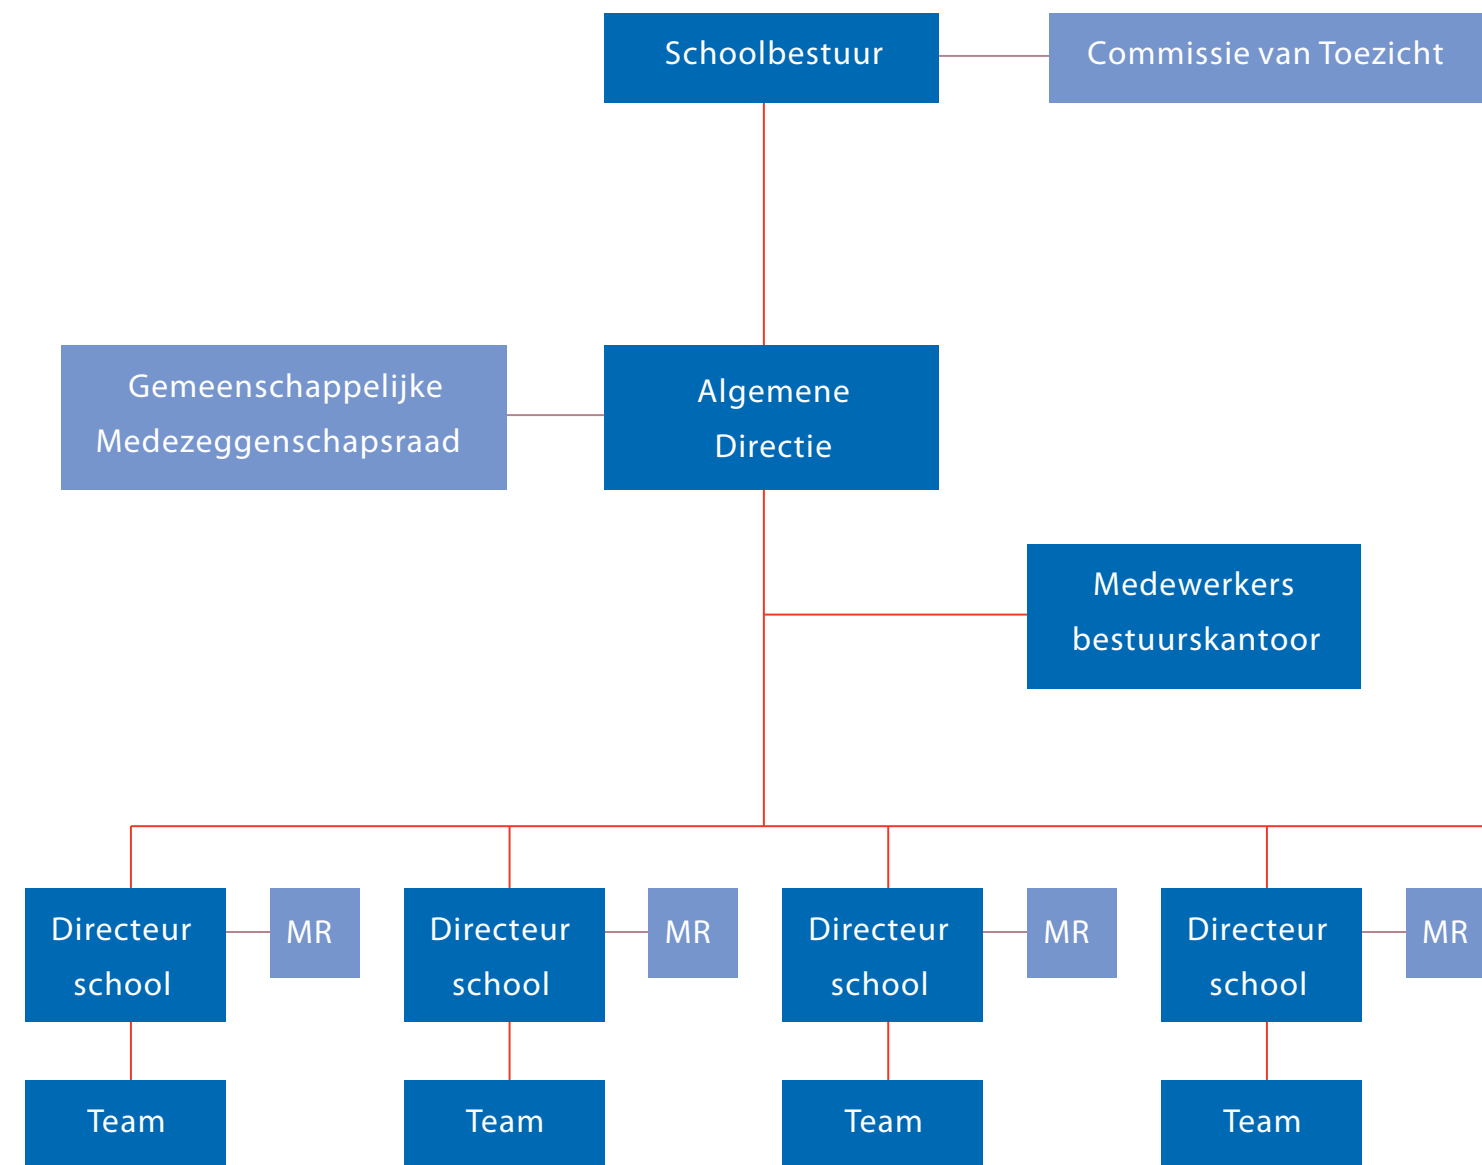 Schoolbestuur
Commissie van Toezicht
Gemeenschappelijke
Medezeggenschapsraad
Algemene
Directie
Medewerkers
bestuurskantoor
Directeur
school
MR
Directeur
school
MR
Directeur
school
MR
Directeur
school
MR
Team
Team
Team
Team